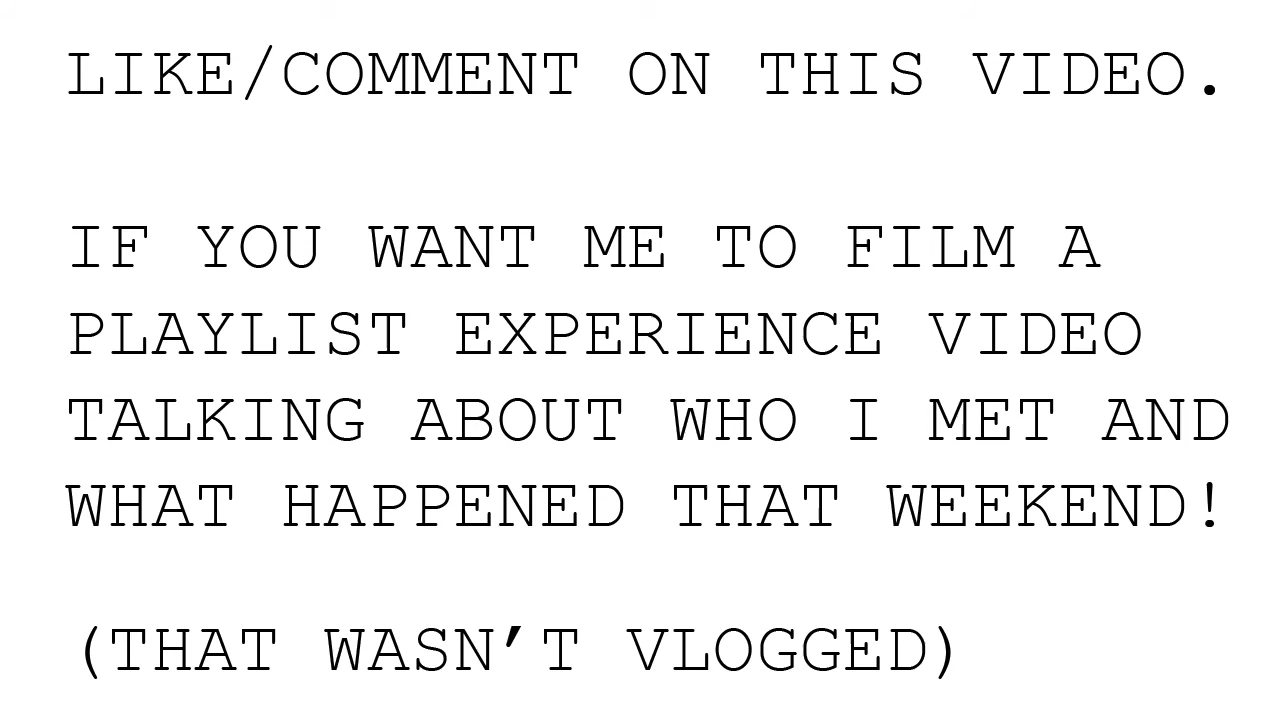 LIKE/COMMENT ON THIS VIDEO.
IF YOU WANT ME TO FILM A
PLAYLIST EXPERIENCE VIDEO
TALKING ABOUT WHO I MET AND
WHAT HAPPENED THAT WEEKEND!
(THAT WASN’T VLOGGED)